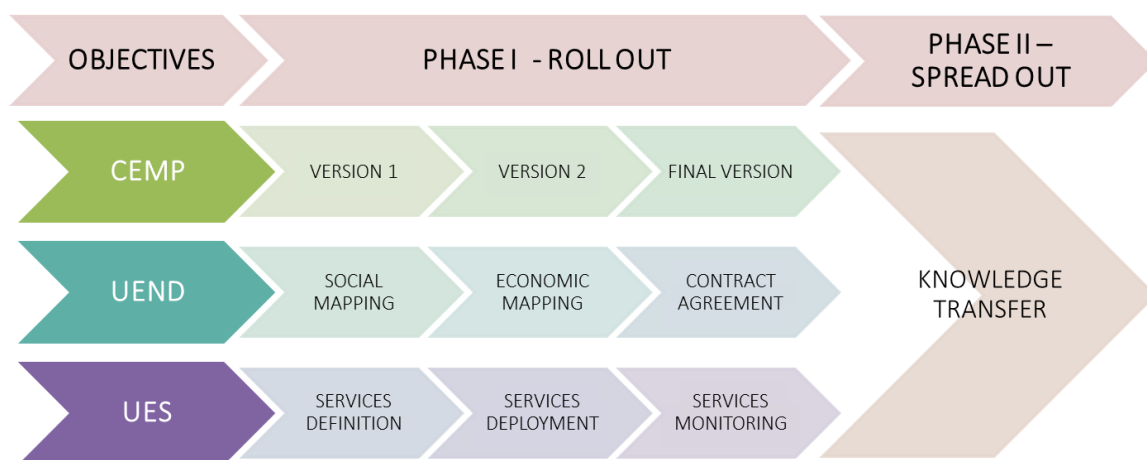 OBJECTIVES
PHASE I - ROLL OUT
PHASE II –
SPREAD OUT
CEMP
VERSION 1
VERSION 2
FINAL VERSION
UEND
SOCIAL
MAPPING
ECONOMIC
MAPPING
CONTRACT
AGREEMENT
KNOWLEDGE
TRANSFER
UES
SERVICES
DEFINITION
SERVICES
DEPLOYMENT
SERVICES
MONITORING